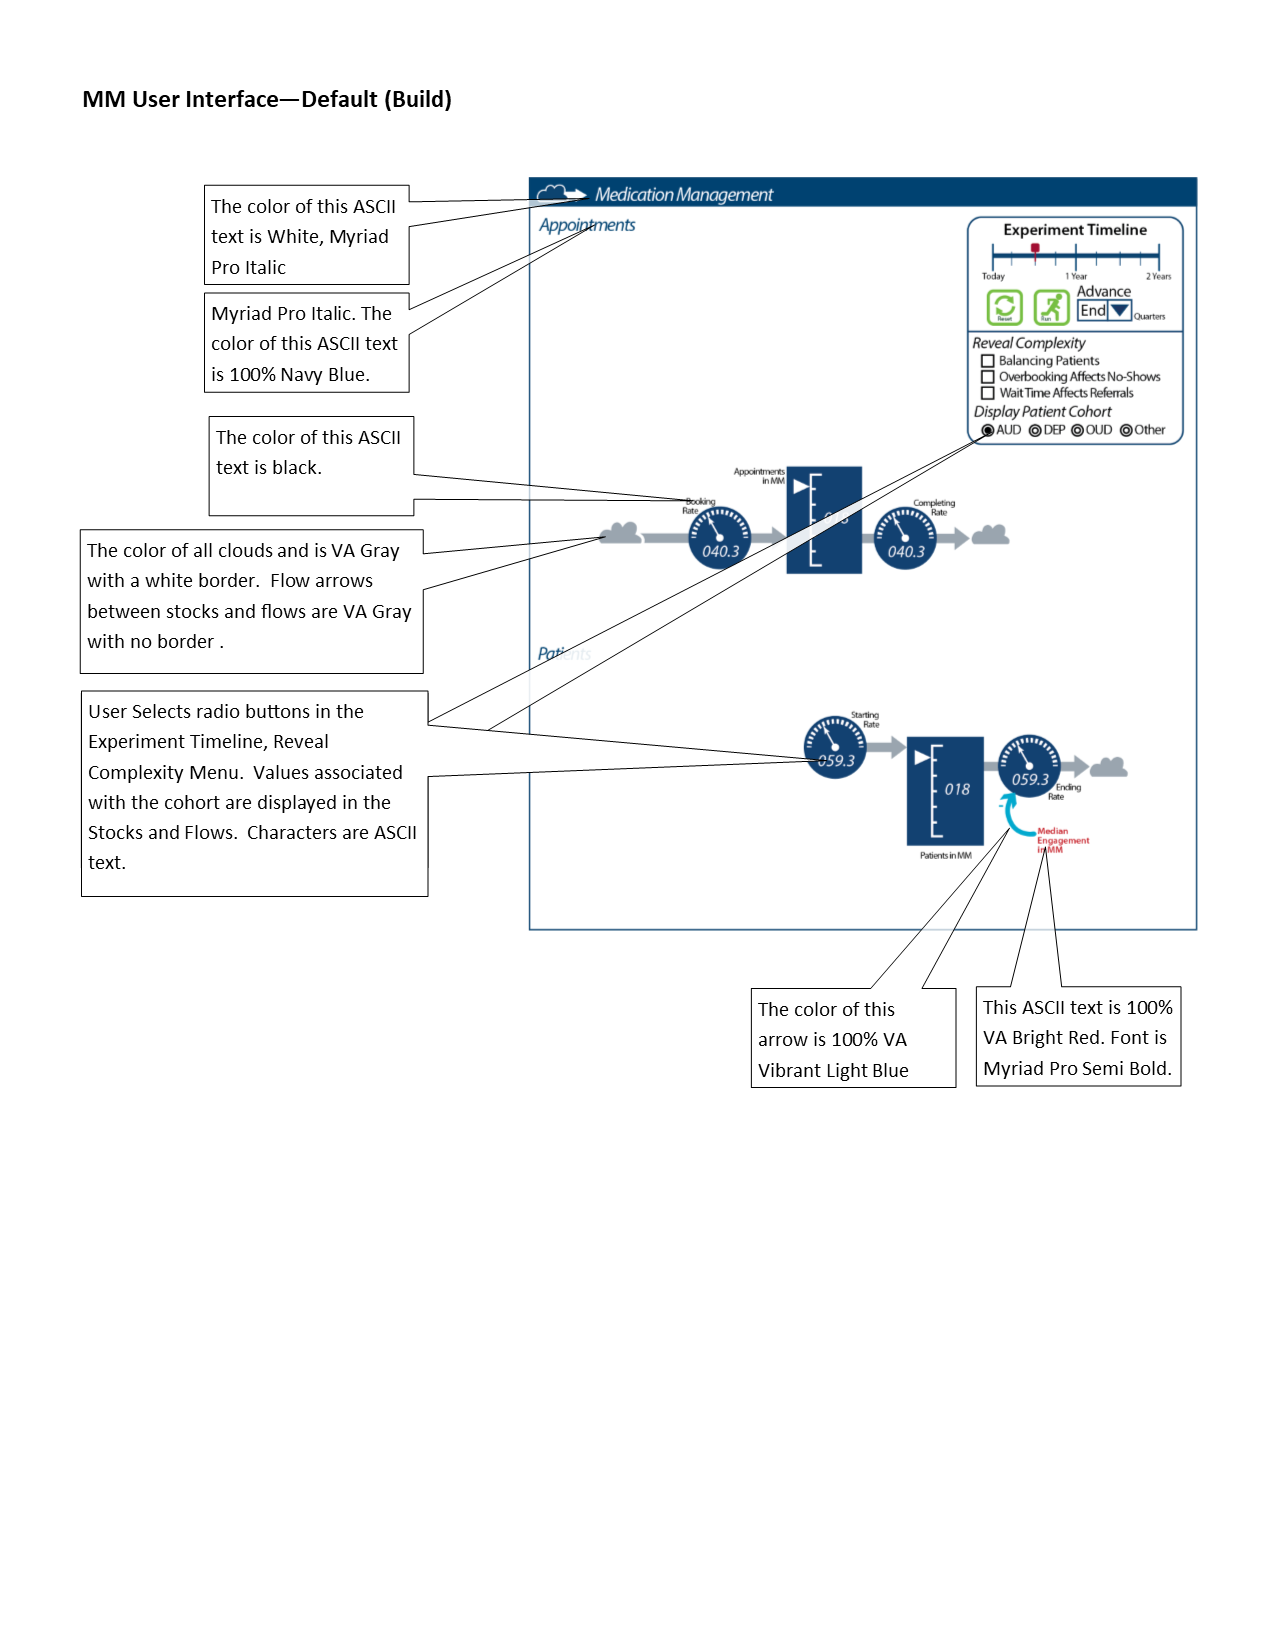 MM User Interface—Default (Build)
The color of this ASCII
text is White, Myriad
Pro Italic
Myriad Pro Italic. The
color of this ASCII text
is 100% Navy Blue.
The color of this ASCII
text is black.
The color of all clouds and is VA Gray
with a white border.  Flow arrows
between stocks and flows are VA Gray
with no border .
User Selects radio buttons in the
Experiment Timeline, Reveal
Complexity Menu.  Values associated
with the cohort are displayed in the
Stocks and Flows.  Characters are ASCII
text.
Medication Management
Appointments
Experiment Timeline
Today 1 Year 2 Years
Advance
Reset Run End Quarters
Reveal Complexity
Balancing Patients
Overbooking Affects No-Shows
Wait Time Affects Referrals
Display Patient Cohort
AUD DEP OUD Other
Appointments
in MM
Booking
Rate
040.3
Completing
Rate
040.3
Patients
Starting
Rate
059.3
018
Patients in MM
059.3
Ending
Rate
-
Median
Engagement
in MM
The color of this
arrow is 100% VA
Vibrant Light Blue
This ASCII text is 100%
VA Bright Red. Font is
Myriad Pro Semi Bold.